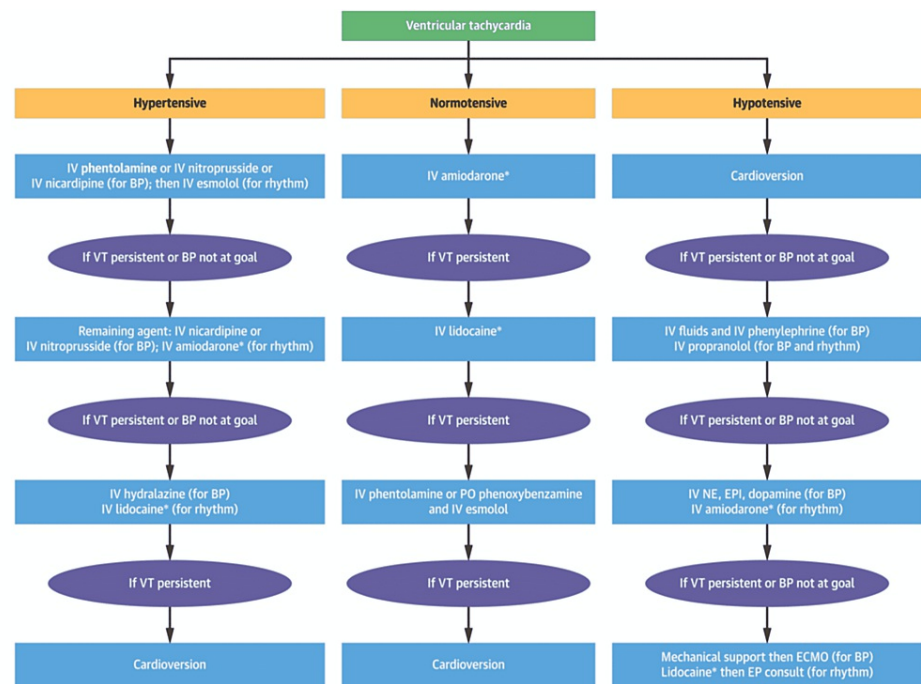 Ventricular tachycardia
Hypertensive
Normotensive
Hypotensive
IV phentolamine or IV nitroprusside or
IV nicardipine (for BP); then IV esmolol (for rhythm)
IV amiodarone*
Cardioversion
If VT persistent or BP not at goal
If VT persistent
If VT persistent or BP not at goal
Remaining agent: IV nicardipine or
IV nitroprusside (for BP); IV amiodarone* (for rhythm)
IV lidocaine*
IV fluids and IV phenylephrine (for BP)
IV propranolol (for BP and rhythm)
If VT persistent or BP not at goal
If VT persistent
If VT persistent or BP not at goal
IV hydralazine (for BP)
IV lidocaine* (for rhythm)
IV phentolamine or PO phenoxybenzamine
and IV esmolol
IV NE, EPI, dopamine (for BP)
IV amiodarone* (for rhythm)
If VT persistent
If VT persistent
If VT persistent or BP not at goal
Cardioversion
Cardioversion
Mechanical support then ECMO (for BP)
Lidocaine* then EP consult (for rhythm)